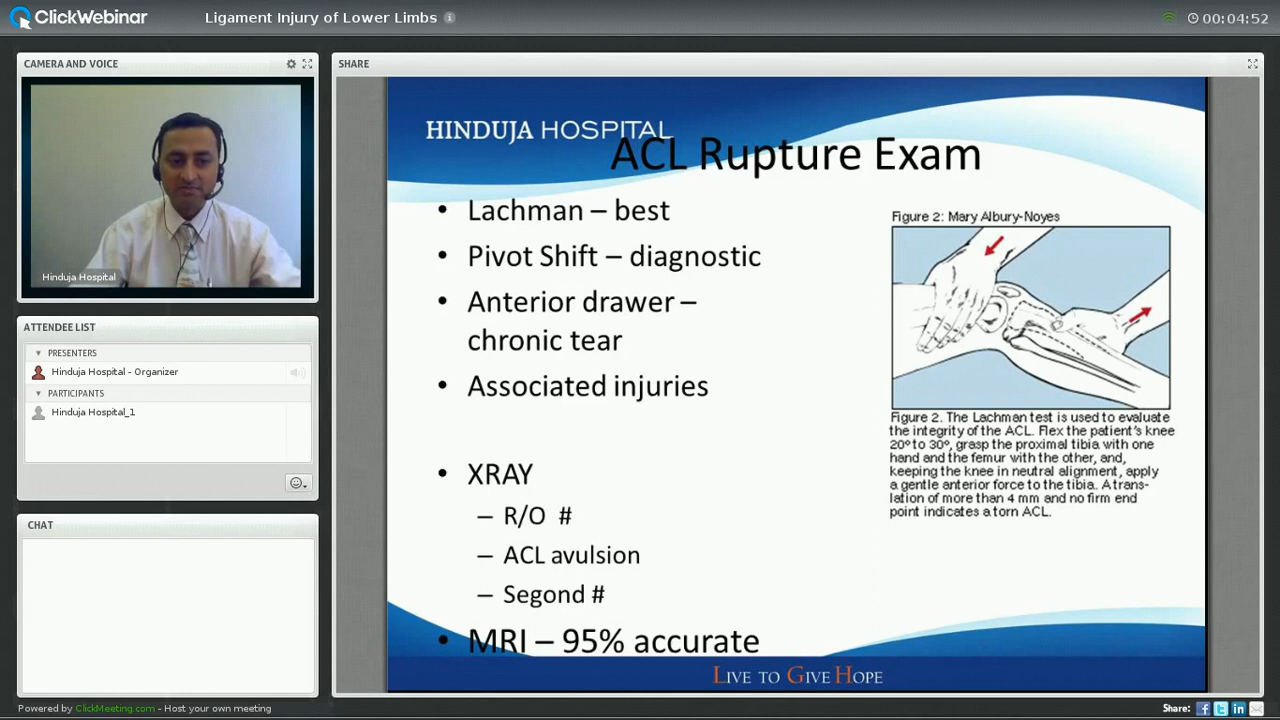 ClickWebinar
Ligament Injury of Lower Limbs
00:04:52
CAMERA AND VOICE
Hinduja Hospital
ATTENDEE LIST
PRESENTERS
Hinduja Hospital - Organizer
PARTICIPANTS
Hinduja Hospital_1
CHAT
SHARE
HINDUJA HOSPITAL
ACL Rupture Exam
• Lachman – best
• Pivot Shift – diagnostic
• Anterior drawer –
chronic tear
• Associated injuries
• XRAY
– R/O #
– ACL avulsion
– Segond #
• MRI – 95% accurate
Figure 2: Mary Albury-Noyes
Figure 2. The Lachman test is used to evaluate
the integrity of the ACL. Flex the patient's knee
20° to 30°, grasp the proximal tibia with one
hand and the femur with the other, and,
keeping the knee in neutral alignment, apply
a gentle anterior force to the tibia. A trans-
lation of more than 4 mm and no firm end
point indicates a torn ACL.
LIVE TO GIVE HOPE
Powered by ClickMeeting.com - Host your own meeting
Share: